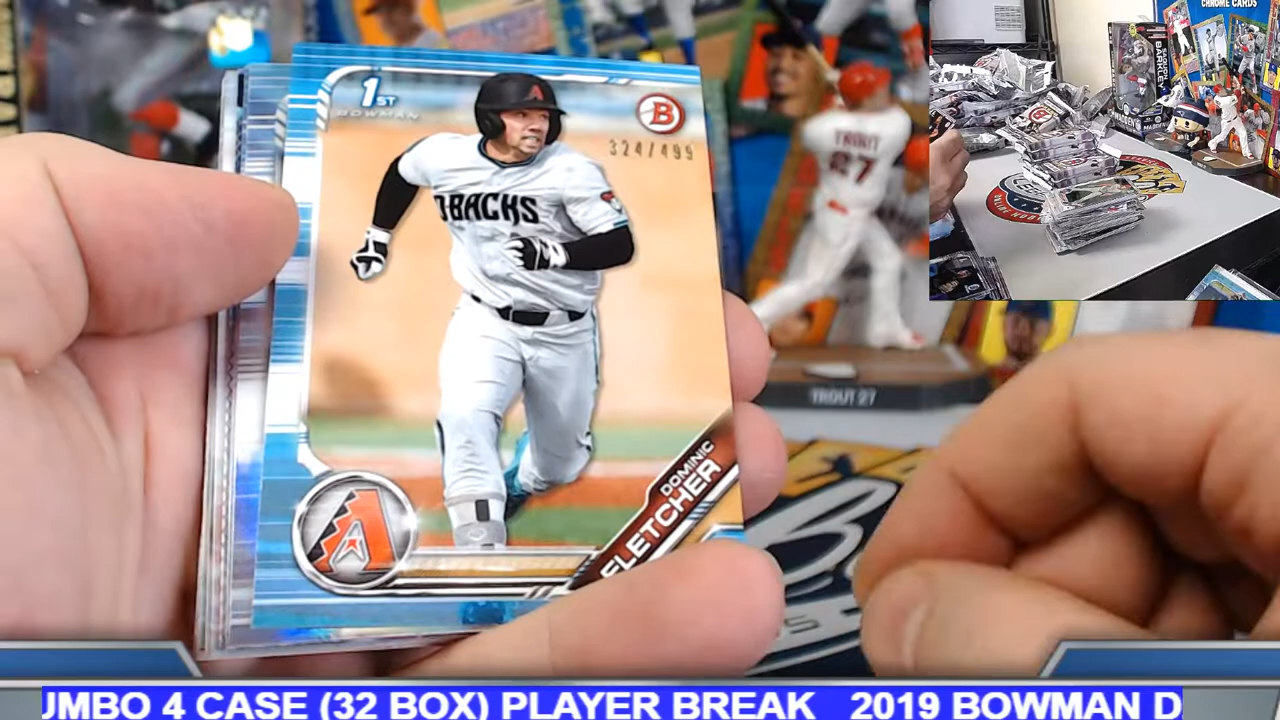 1ST
BOWMAN
B
324/499
DBACKS
A
DOMINIC
FLETCHER
TROUT
27
TROUT 27
CHROME CARDS
UMBO 4 CASE (32 BOX) PLAYER BREAK 2019 BOWMAN D